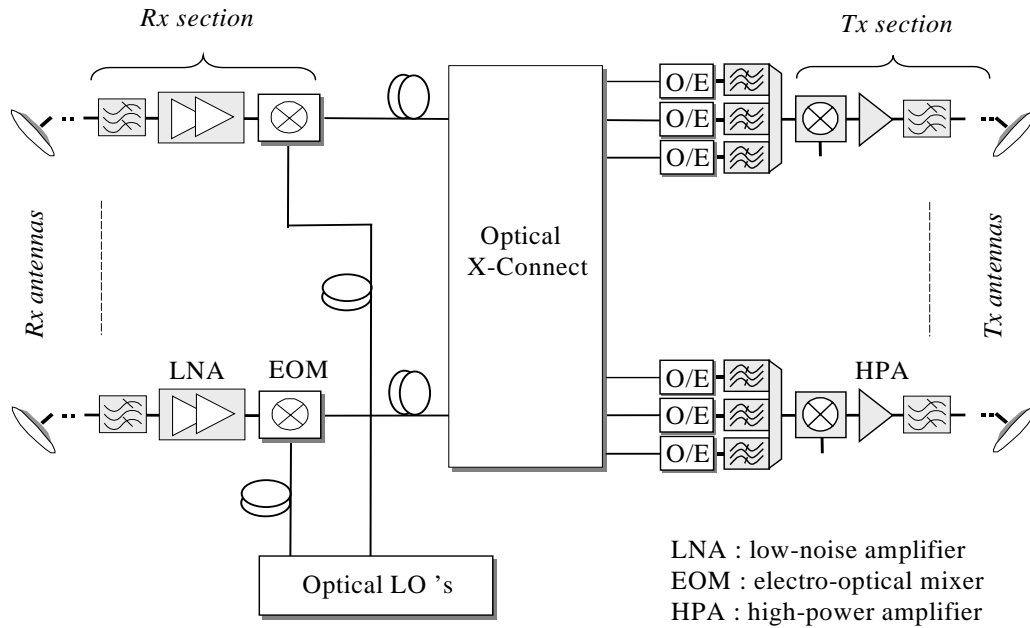 Rx section
Tx section
O/E
O/E
O/E
Rx antennas
Optical
X-Connect
Tx antennas
LNA
EOM
O/E
O/E
O/E
HPA
Optical LO 's
LNA : low-noise amplifier
EOM : electro-optical mixer
HPA : high-power amplifier